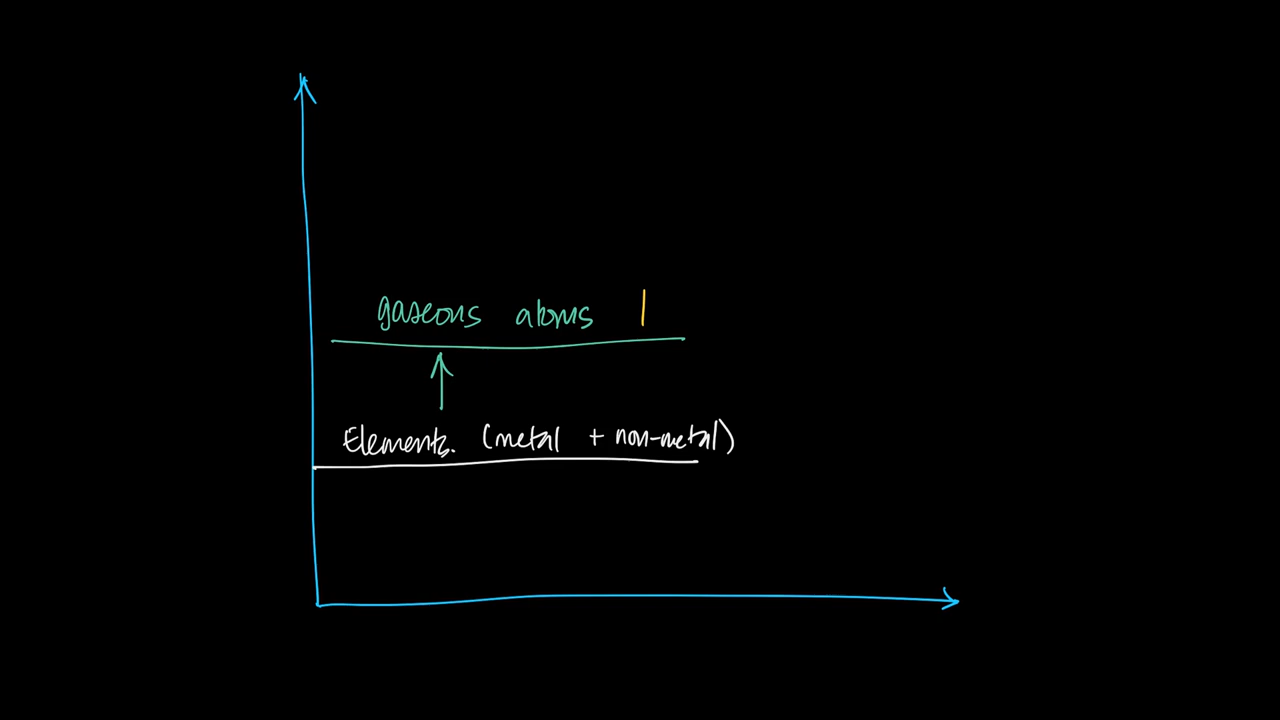 gaseous atoms |
Elements. (metal + non-metal)